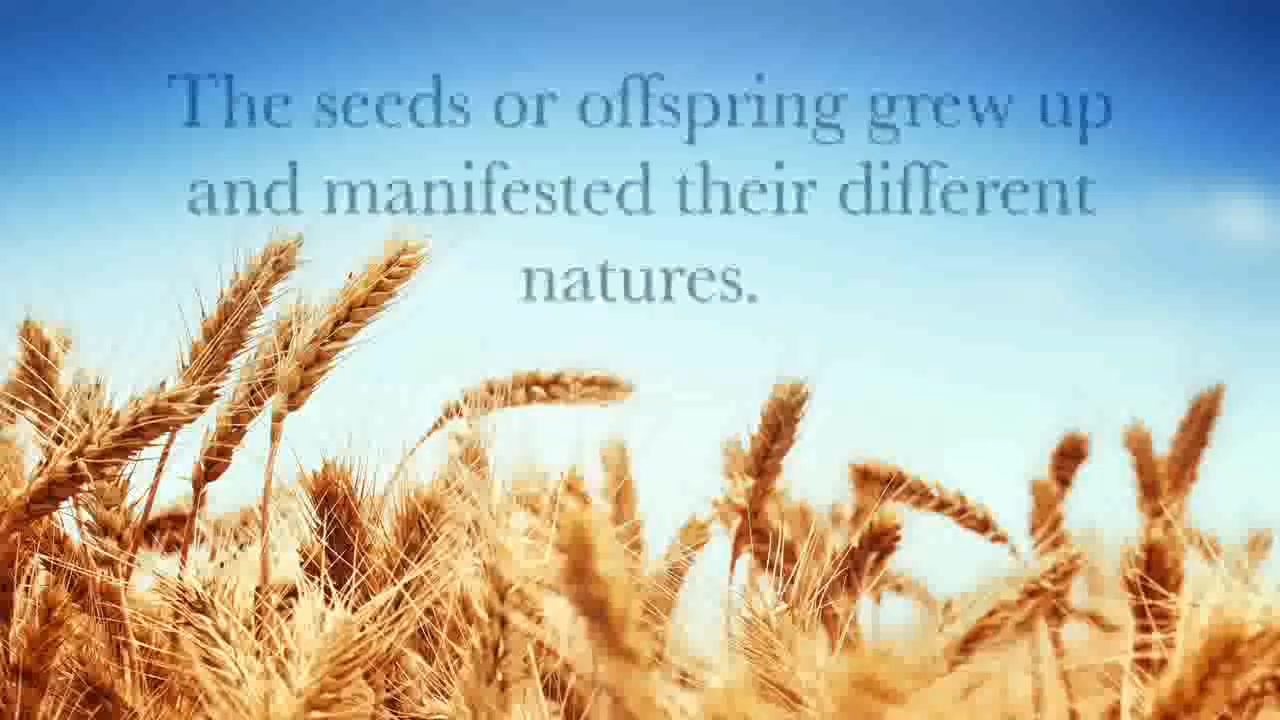 The seeds or offspring grew up
and manifested their different
natures.